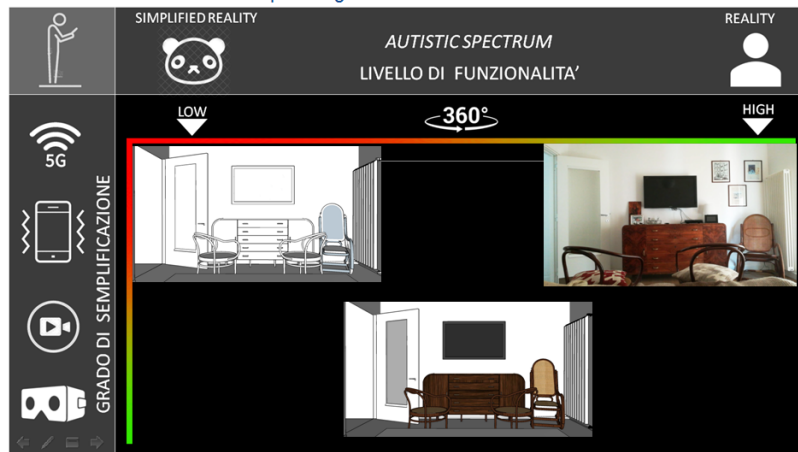 SIMPLIFIED REALITY
REALITY
AUTISTIC SPECTRUM
LIVELLO DI FUNZIONALITA’
LOW
360°
HIGH
5G
GRADO DI SEMPLIFICAZIONE